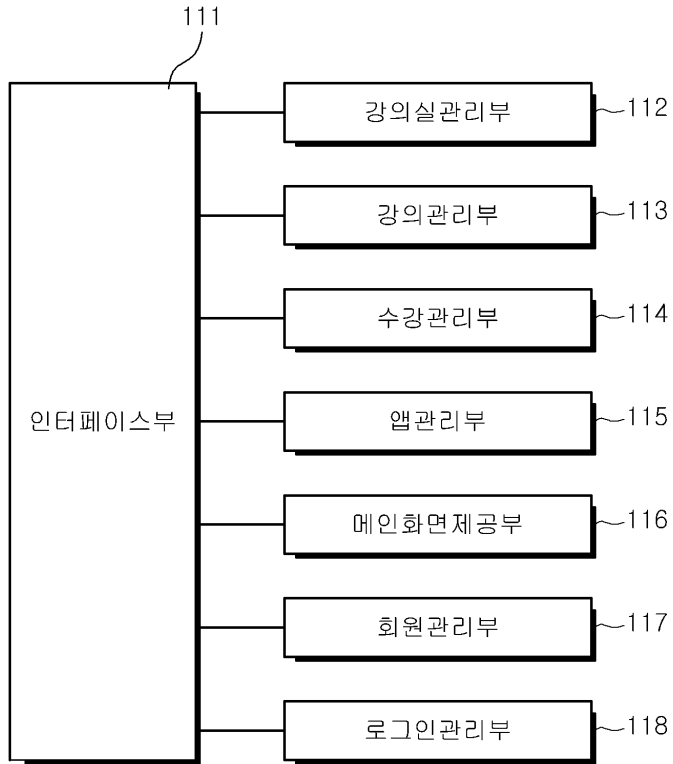 111
강의실관리부 112
강의관리부 113
수강관리부 114
인터페이스부
앱관리부 115
메인화면제공부 116
회원관리부 117
로그인관리부 118